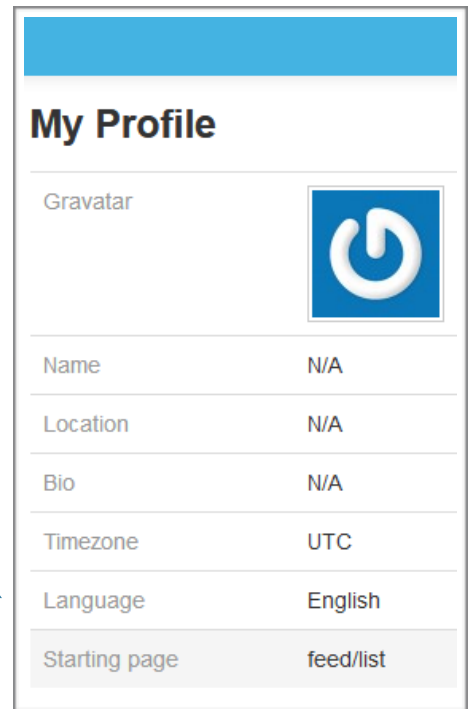 My Profile
Gravatar
Name N/A
Location N/A
Bio N/A
Timezone UTC
Language English
Starting page feed/list